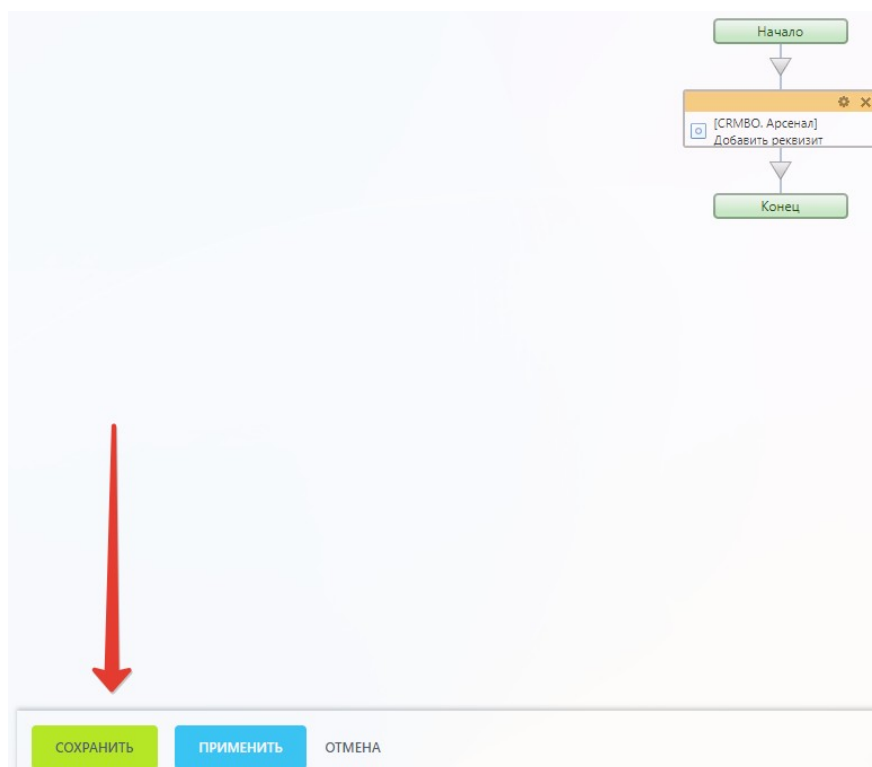 Начало
[CRMBO. Арсенал]
Добавить реквизит
Конец
СОХРАНИТЬ
ПРИМЕНИТЬ
ОТМЕНА